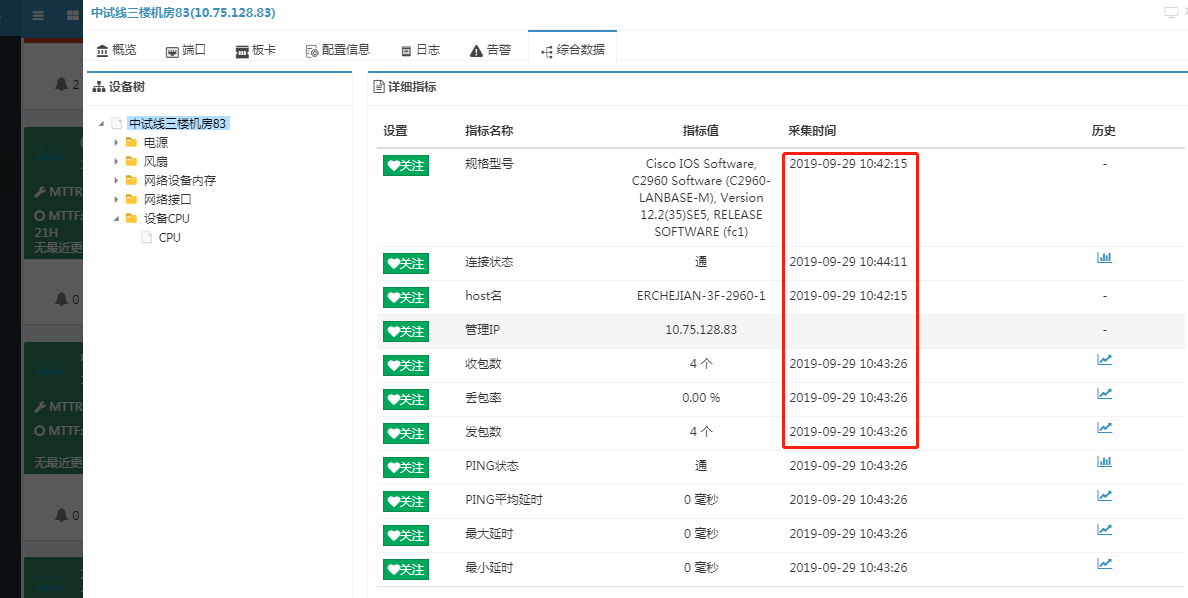 中试线三楼机房83(10.75.128.83)
概览 端口 板卡 配置信息 日志 告警 综合数据
设备树
中试线三楼机房83
电源
风扇
网络设备内存
网络接口
设备CPU
CPU
2
MTTR
MTTF:
21H
无最近更
0
MTTR
MTTF:
无最近更
0
详细指标
设置 指标名称 指标值 采集时间 历史
关注 规格型号 Cisco IOS Software, 2019-09-29 10:42:15 -
C2960 Software (C2960-
LANBASE-M), Version
12.2(35)SE5, RELEASE
SOFTWARE (fc1)
关注 连接状态 通 2019-09-29 10:44:11
关注 host名 ERCHEJIAN-3F-2960-1 2019-09-29 10:42:15 -
关注 管理IP 10.75.128.83 -
关注 收包数 4 个 2019-09-29 10:43:26
关注 丢包率 0.00 % 2019-09-29 10:43:26
关注 发包数 4 个 2019-09-29 10:43:26
关注 PING状态 通 2019-09-29 10:43:26
关注 PING平均延时 0 毫秒 2019-09-29 10:43:26
关注 最大延时 0 毫秒 2019-09-29 10:43:26
关注 最小延时 0 毫秒 2019-09-29 10:43:26